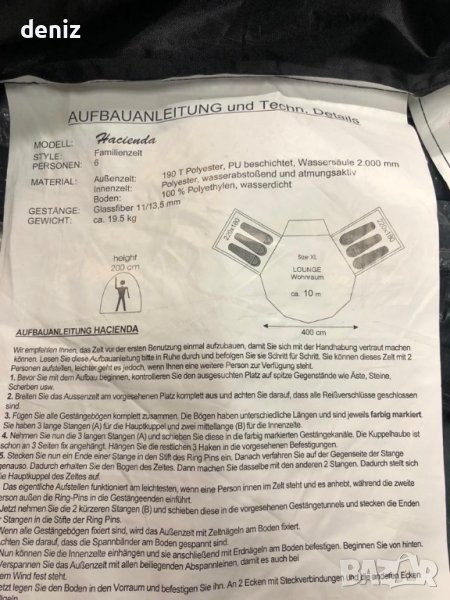 deniz
AUFBAUANLEITUNG und Techn. Details
MODELL: Hacienda
STYLE: Familienzelt
PERSONEN: 6
MATERIAL: Außenzelt: 190 T Polyester, PU beschichtet, Wassersäule 2.000 mm
Innenzelt: Polyester, wasserabstoßend und atmungsaktiv
Boden: 100 % Polyethylen, wasserdicht
GESTÄNGE: Glasfiber 11/13,5 mm
GEWICHT: ca. 19.5 kg
height
200 cm
220x180
220x180
Size: XL
LOUNGE
Wohnraum
ca. 10 m
400 cm
AUFBAUANLEITUNG HACIENDA
Wir empfehlen Ihnen, das Zelt vor der ersten Benutzung einmal aufzubauen, damit Sie sich mit der Handhabung vertraut machen
können. Lesen Sie diese Aufbauanleitung bitte in Ruhe durch und befolgen Sie sie Schritt für Schritt. Sie können dieses Zelt mit 2
Personen aufstellen, leichter geht es jedoch, wenn eine weitere Person zur Verfügung steht.
1. Bevor Sie mit dem Aufbau beginnen, kontrollieren Sie den ausgesuchten Platz auf spitze Gegenstände wie Äste, Steine,
Scherben usw..
2. Breiten Sie das Aussenzelt am vorgesehenen Platz komplett aus und achten Sie darauf, dass alle Reißverschlüsse geschlossen
sind.
3. Fügen Sie alle Gestängebögen komplett zusammen. Die Bögen haben unterschiedliche Längen und sind jeweils farbig markiert.
Sie haben 3 lange Stangen (A) für die Hauptkuppel und zwei mittellange (B) für die Innenzelte.
4. Nehmen Sie nun die 3 langen Stangen (A) und schieben Sie diese in die farbig markierten Gestängekanäle. Die Kuppelhaube ist
schon an 3 Seiten fix angehängt. Hängen Sie die restlichen 3 Haken in die vorgesehenen Befestigungen.
5. Stecken Sie nun ein Ende einer Stange in den Stift des Ring Pins ein. Danach verfahren Sie auf der Gegenseite der Stange
genauso. Dadurch erhalten Sie den Bogen des Zeltes. Dann machen Sie dasselbe mit den anderen 2 Stangen. Dadurch stellt sich
die Hauptkuppel des Zeltes auf.
Das eigentliche Aufstellen funktioniert am leichtesten, wenn eine Person innen im Zelt steht und es anhebt, während die zweite
Person außen die Ring-Pins in die Gestängeenden einführt.
Jetzt nehmen Sie die 2 kürzeren Stangen (B) und schieben diese in die vorgesehenen Gestängetunnels und stecken die Enden
der Stangen in die Stifte der Ring Pins.
Wenn alle Gestängebögen fixiert sind, wird das Außenzelt mit Zeltnägeln am Boden fixiert.
Achten Sie darauf, dass die Spannbänder am Boden gespannt sind.
Nun können Sie die Innenzelte einhängen und sie anschließend mit Erdnägeln am Boden befestigen. Beginnen Sie von hinten.
Verspannen Sie das Außenzelt mit allen beiliegenden Abspannleinen, damit es auch bei
em Wind fest steht.
egen Sie den Boden in den Vorraum und befestigen Sie ihn. An 2 Ecken mit Steckverbindungen und die anderen Ecken
BAZAR